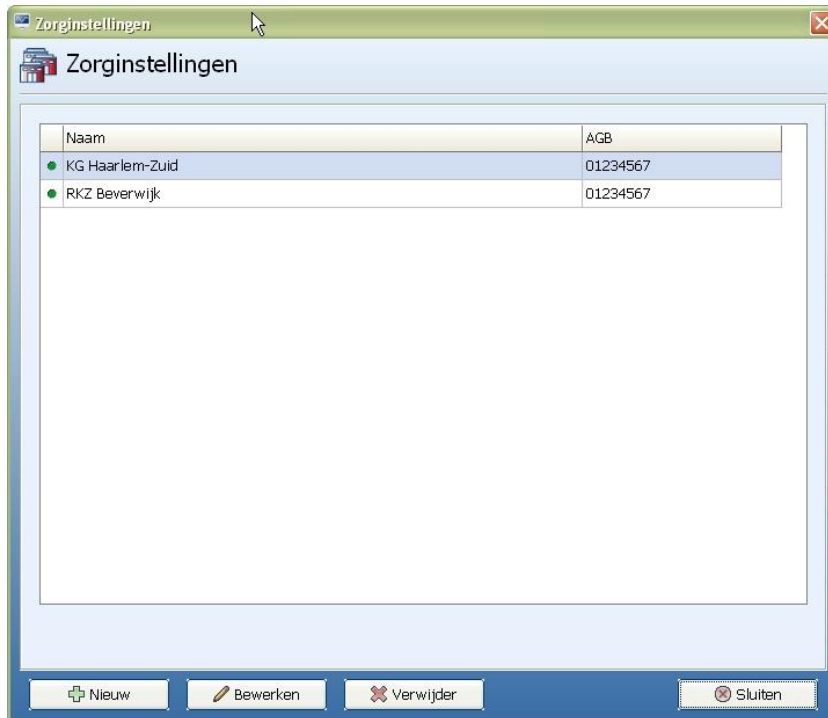 Zorginstellingen
Zorginstellingen
Naam AGB
KG Haarlem-Zuid 01234567
RKZ Beverwijk 01234567
Nieuw Bewerken Verwijder Sluiten